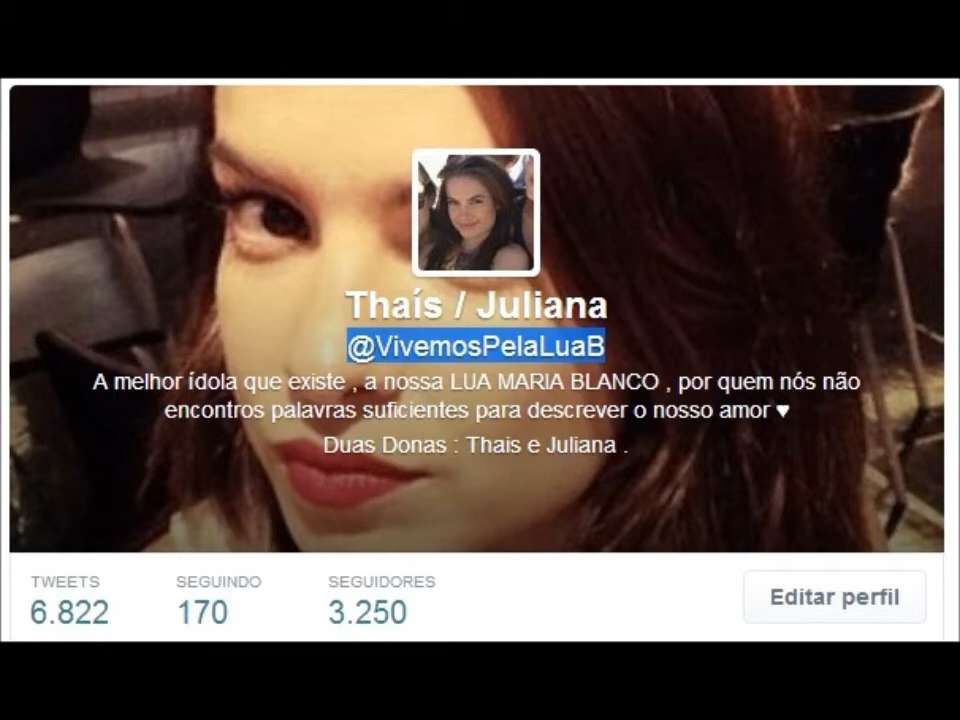 Thaís / Juliana
@VivemosPelaLuaB
A melhor ídola que existe , a nossa LUA MARIA BLANCO , por quem nós não
encontros palavras suficientes para descrever o nosso amor ♥
Duas Donas : Thais e Juliana .
TWEETS SEGUINDO SEGUIDORES
6.822 170 3.250
Editar perfil